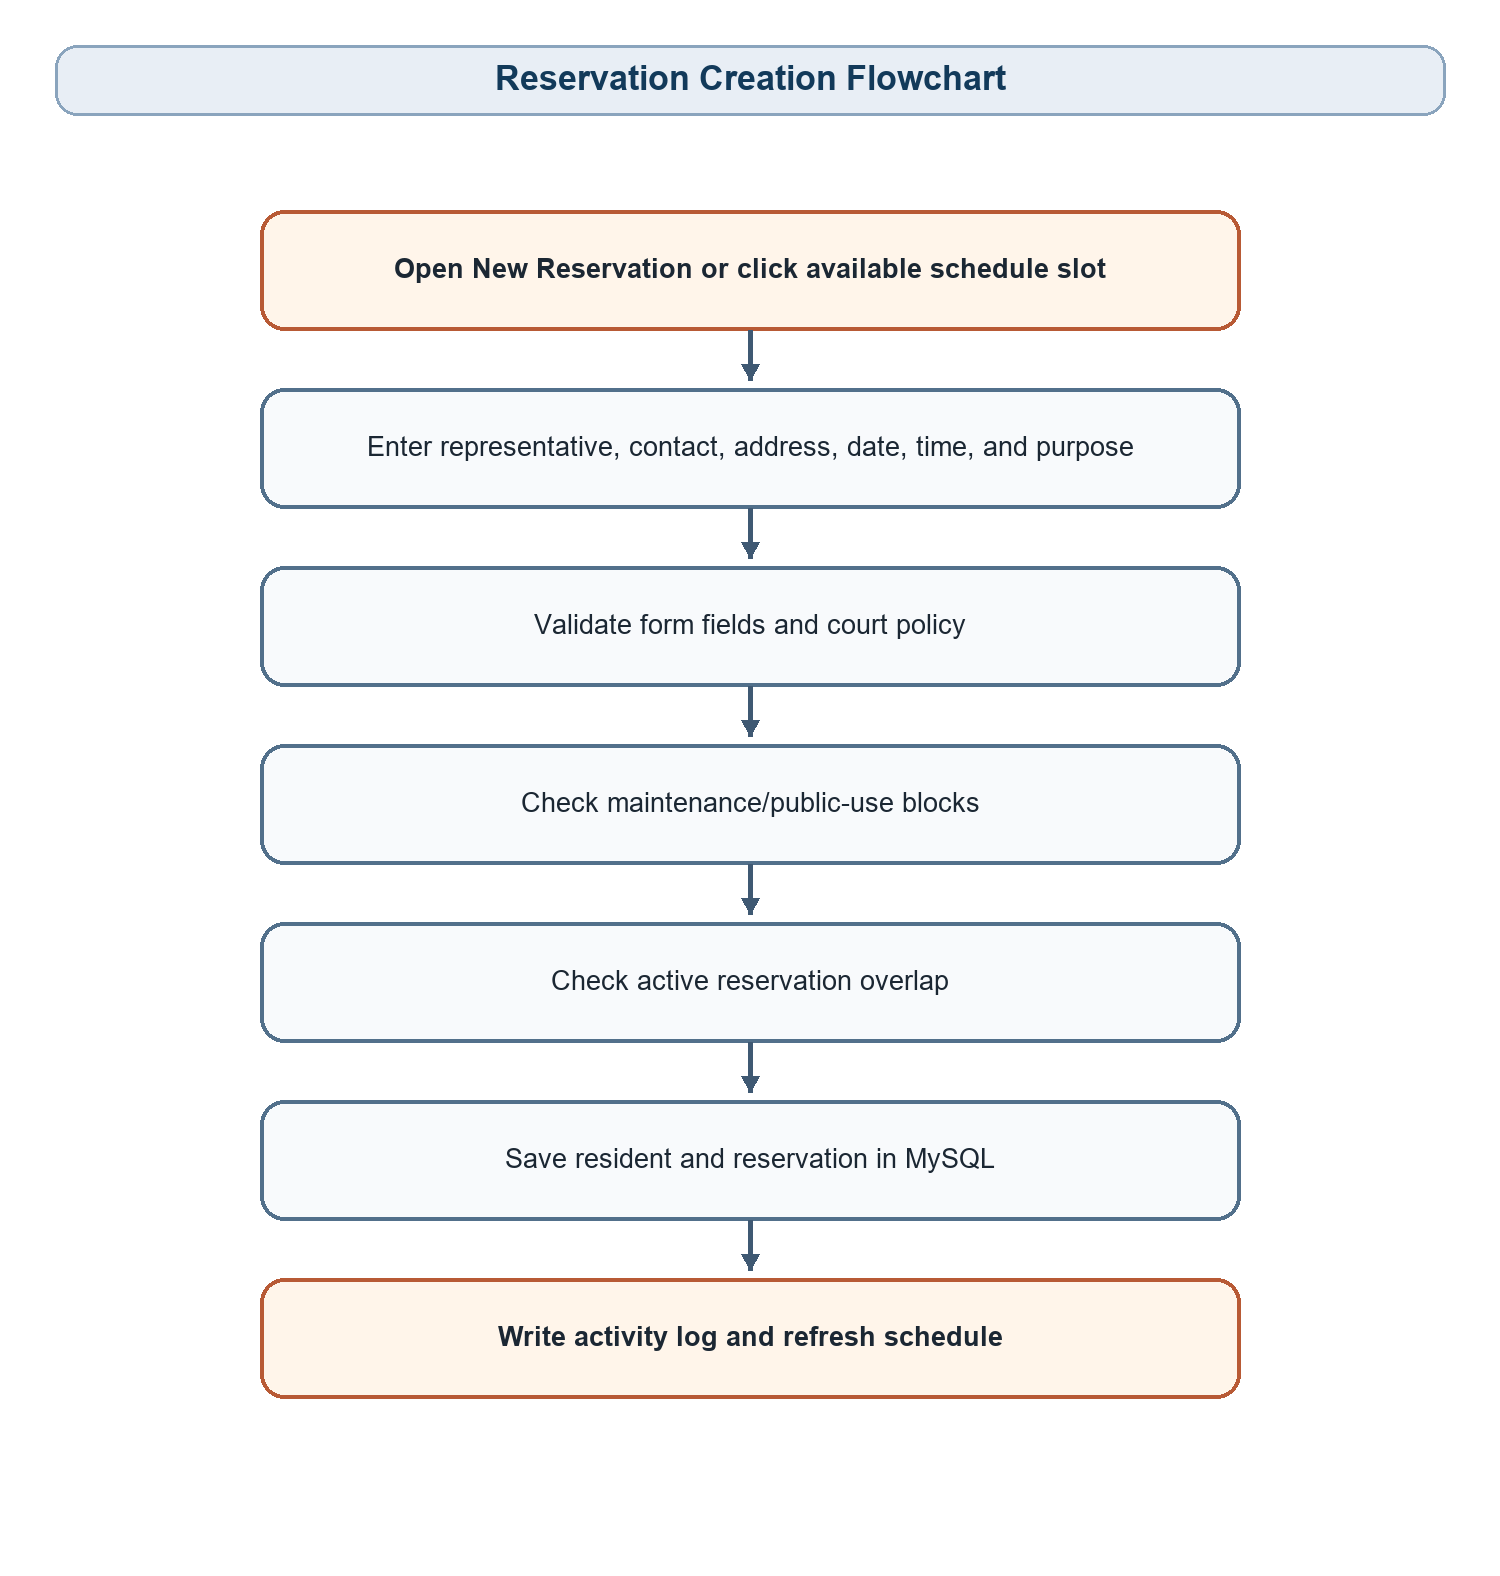 Reservation Creation Flowchart
Open New Reservation or click available schedule slot
Enter representative, contact, address, date, time, and purpose
Validate form fields and court policy
Check maintenance/public-use blocks
Check active reservation overlap
Save resident and reservation in MySQL
Write activity log and refresh schedule